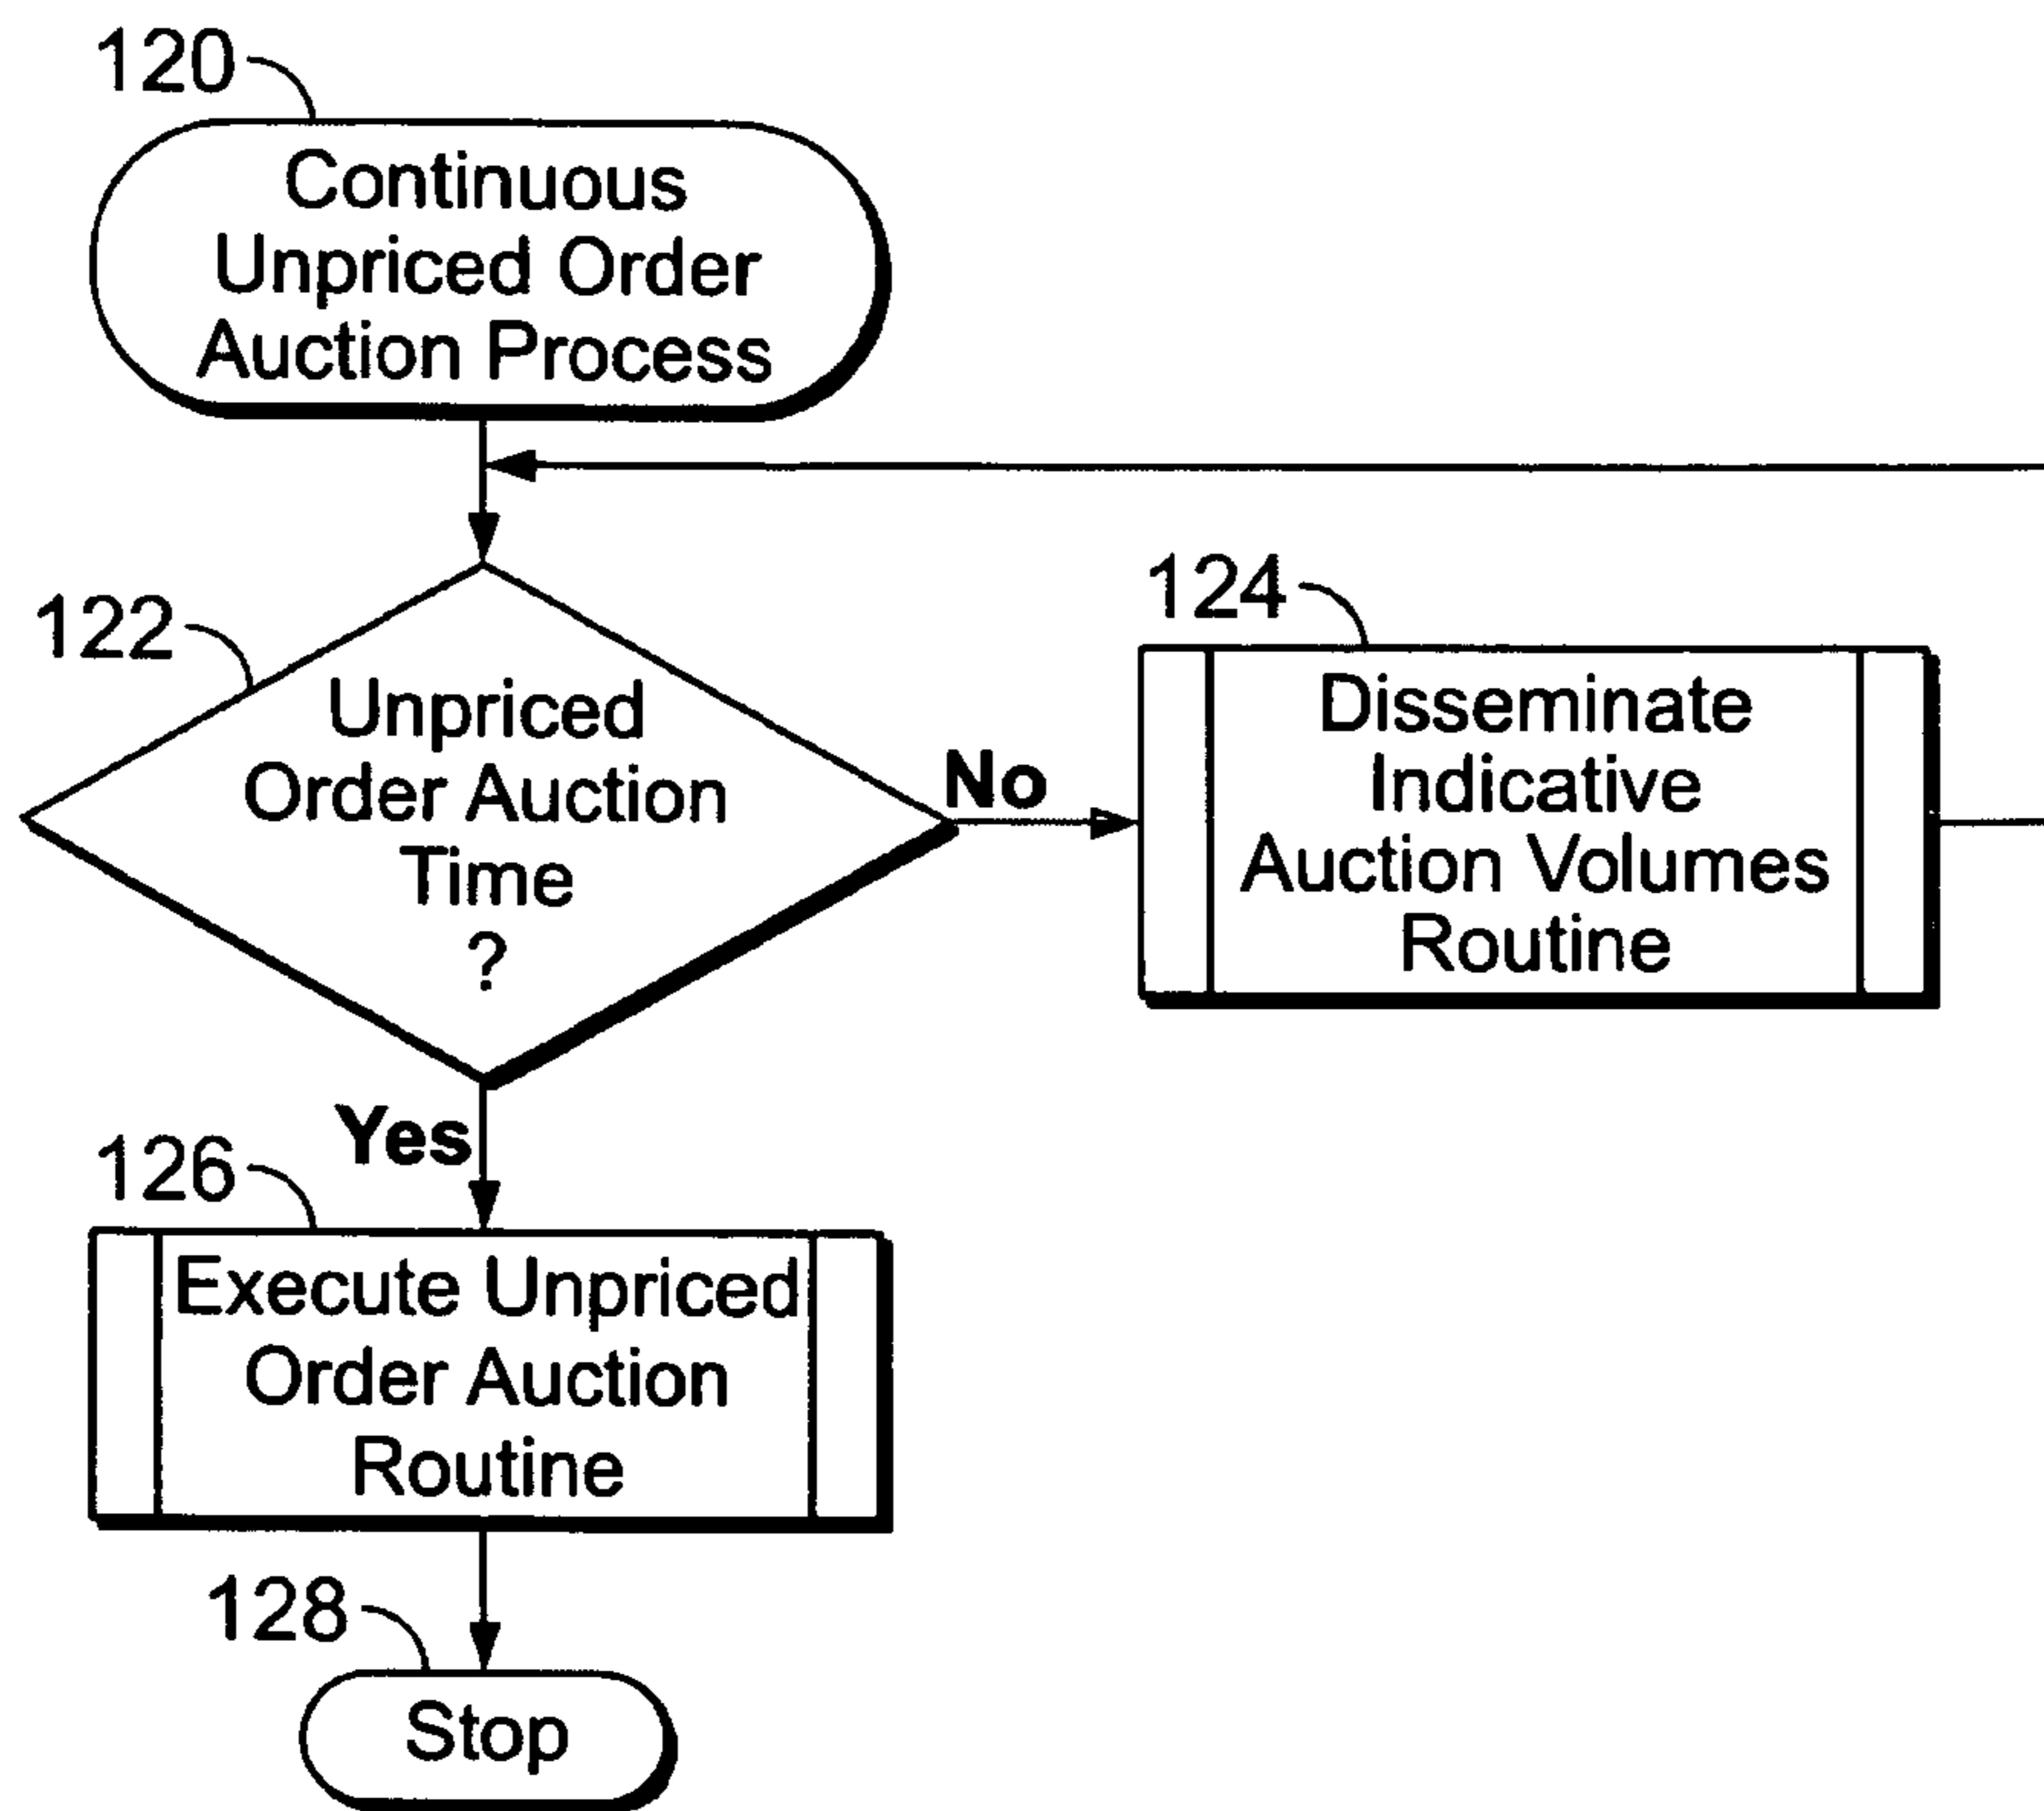 120
Continuous
Unpriced Order
Auction Process
122
Unpriced
Order Auction
Time
?
No
124
Disseminate
Indicative
Auction Volumes
Routine
Yes
126
Execute Unpriced
Order Auction
Routine
128
Stop